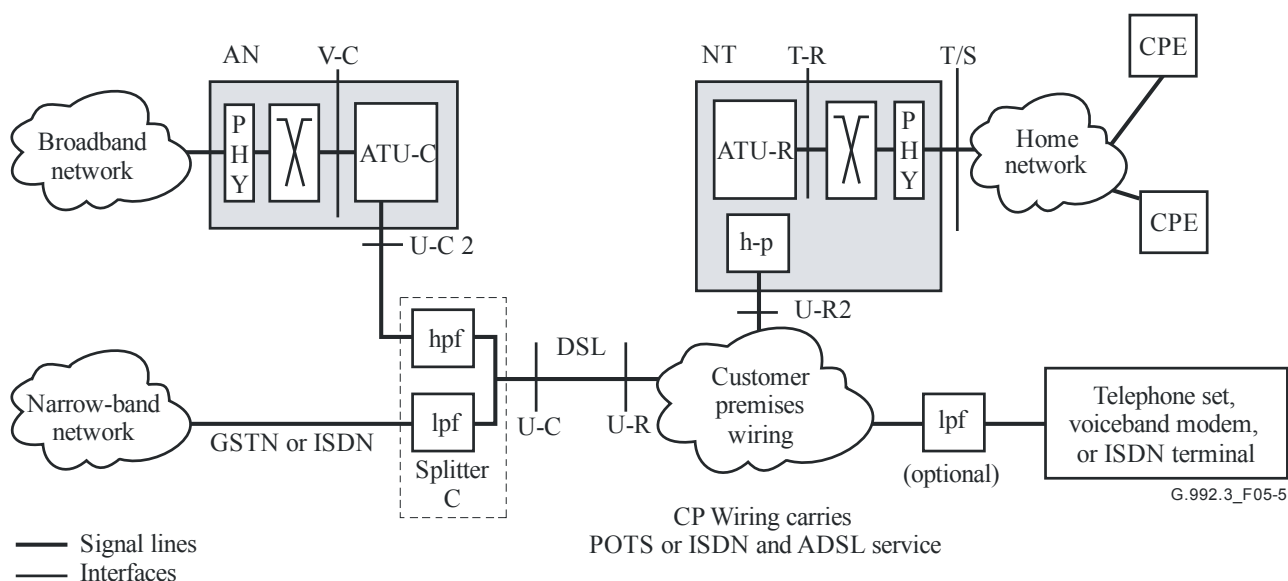 AN
V-C
NT
T-R
T/S
CPE
Broadband
network
P
H
Y
ATU-C
ATU-R
P
H
Y
Home
network
CPE
U-C 2
h-p
U-R2
hpf
DSL
Narrow-band
network
GSTN or ISDN
lpf
Splitter
C
U-C
U-R
Customer
premises
wiring
lpf
(optional)
Telephone set,
voiceband modem,
or ISDN terminal
G.992.3_F05-5
CP Wiring carries
POTS or ISDN and ADSL service
Signal lines
Interfaces